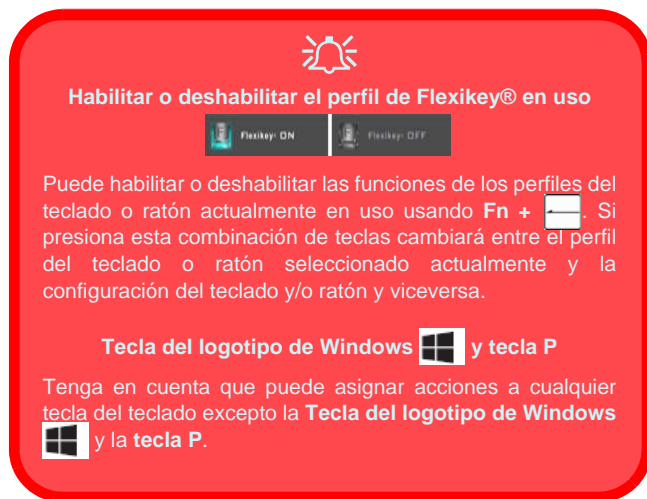 Habilitar o deshabilitar el perfil de Flexikey® en uso
Flexikey: ON Flexikey: OFF
Puede habilitar o deshabilitar las funciones de los perfiles del
teclado o ratón actualmente en uso usando Fn + . Si
presiona esta combinación de teclas cambiará entre el perfil
del teclado o ratón seleccionado actualmente y la
configuración del teclado y/o ratón y viceversa.
Tecla del logotipo de Windows y tecla P
Tenga en cuenta que puede asignar acciones a cualquier
tecla del teclado excepto la Tecla del logotipo de Windows
y la tecla P.